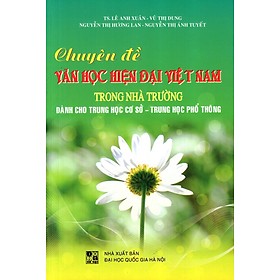 TS. LÊ ANH XUÂN - VŨ THỊ DUNG
NGUYỄN THỊ HƯƠNG LAN - NGUYỄN THỊ ÁNH TUYẾT
Chuyên đề
VĂN HỌC HIỆN ĐẠI VIỆT NAM
TRONG NHÀ TRƯỜNG
DÀNH CHO TRUNG HỌC CƠ SỞ - TRUNG HỌC PHỔ THÔNG
NHÀ XUẤT BẢN
ĐẠI HỌC QUỐC GIA HÀ NỘI